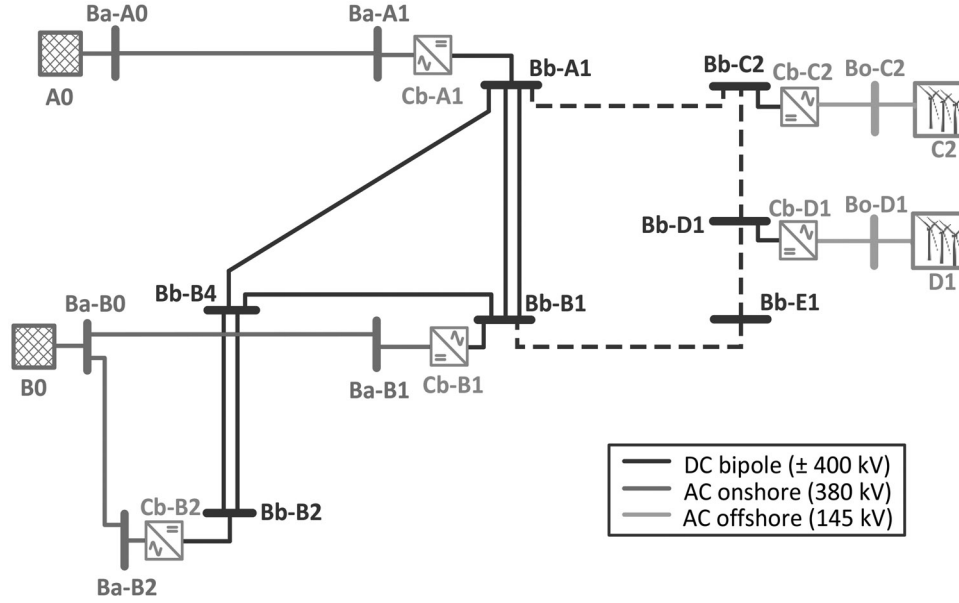 Ba-A0
Ba-A1
A0
Cb-A1
Bb-A1
Bb-C2
Cb-C2
Bo-C2
C2
Bb-D1
Cb-D1
Bo-D1
D1
Bb-B4
Bb-B1
Bb-E1
Ba-B0
B0
Ba-B1
Cb-B1
Cb-B2
Bb-B2
Ba-B2
DC bipole (± 400 kV)
AC onshore (380 kV)
AC offshore (145 kV)